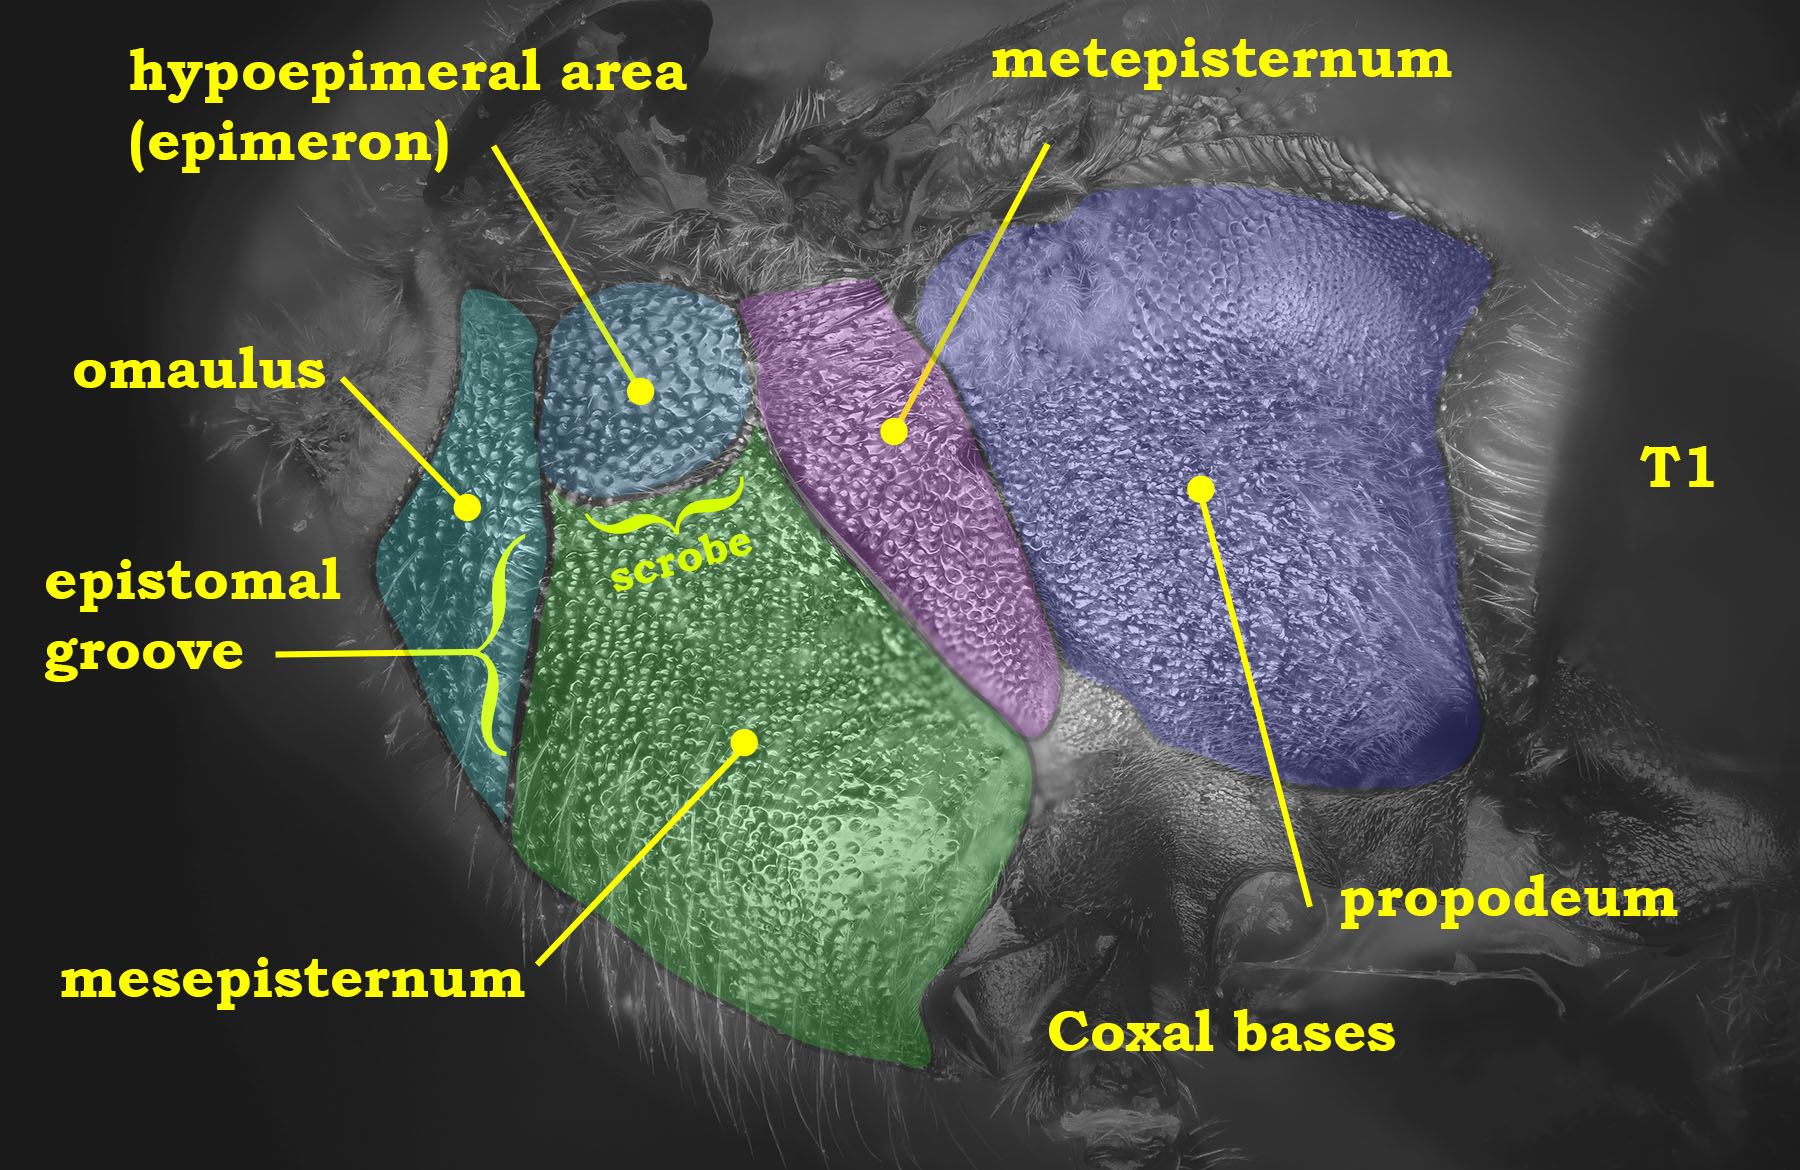 hypoepimeral area
(epimeron)
metepisternum
omaulus
T1
epistomal
groove
scrobe
propodeum
mesepisternum
Coxal bases